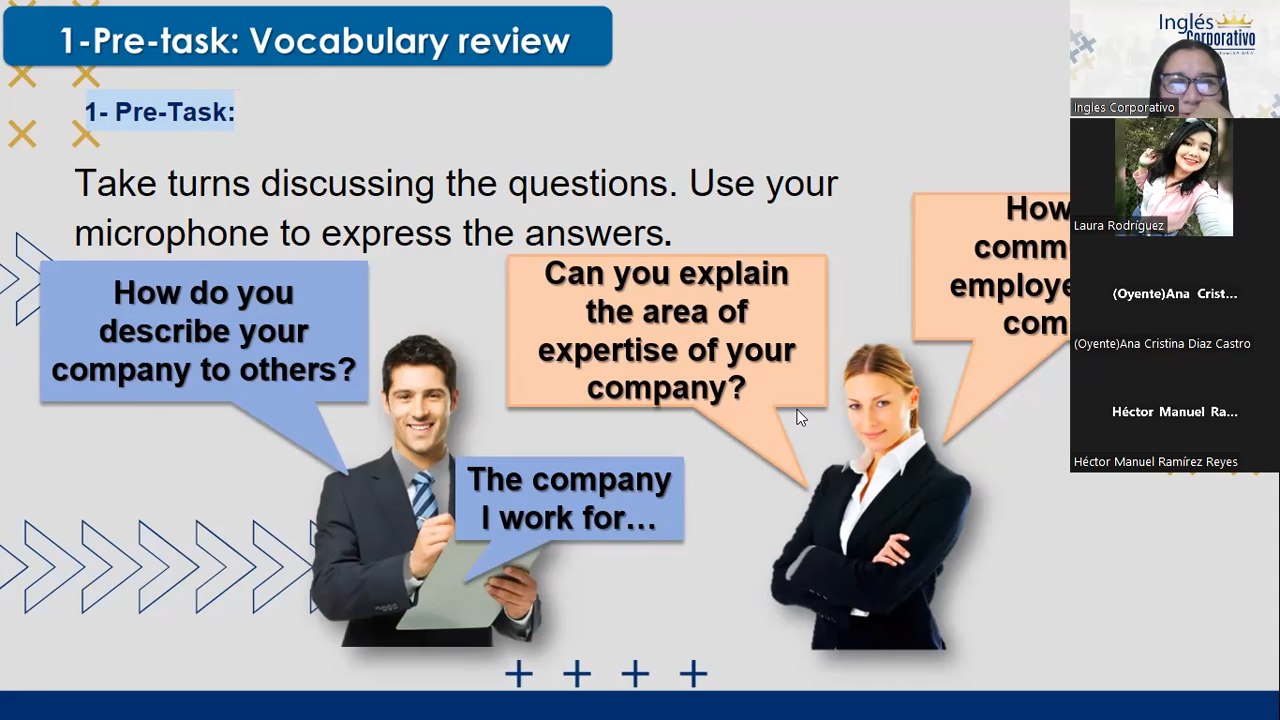 1-Pre-task: Vocabulary review
1- Pre-Task:
Take turns discussing the questions. Use your
microphone to express the answers.
How do you
describe your
company to others?
The company
I work for…
Can you explain
the area of
expertise of your
company?
How
comm
employe
com
Inglés
Corporativo
Ingles Corporativo
Laura Rodríguez
(Oyente)Ana Crist...
(Oyente)Ana Cristina Diaz Castro
Héctor Manuel Ra...
Héctor Manuel Ramírez Reyes